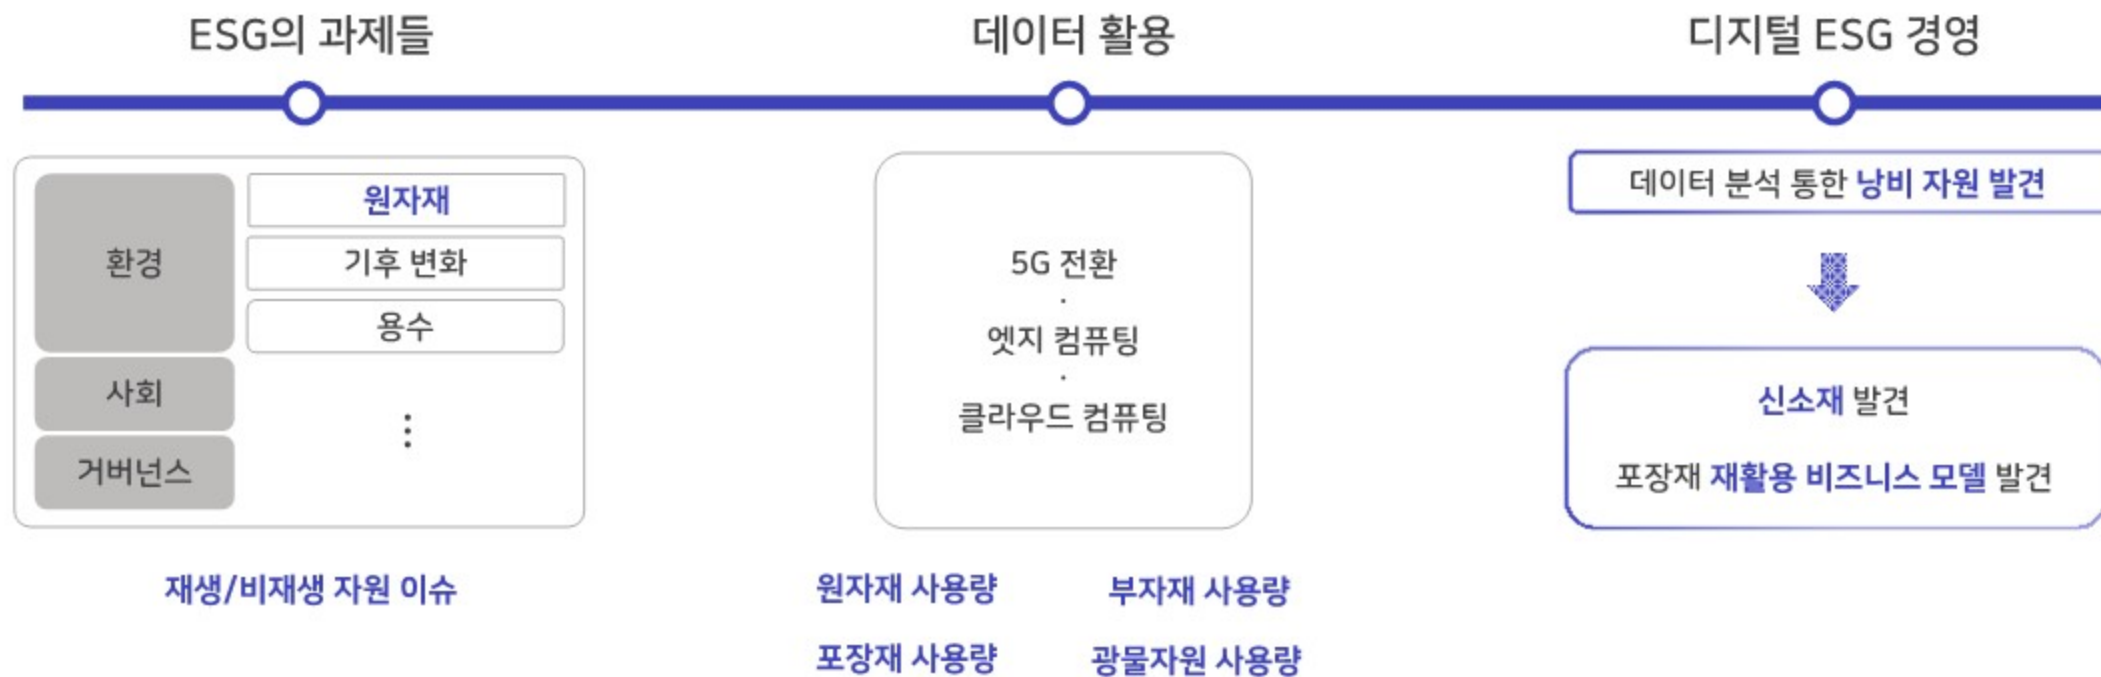 ESG의 과제들
데이터 활용
디지털 ESG 경영
환경
원자재
기후 변화
용수
사회
거버넌스
⋮
재생/비재생 자원 이슈
5G 전환
·
엣지 컴퓨팅
·
클라우드 컴퓨팅
원자재 사용량
부자재 사용량
포장재 사용량
광물자원 사용량
데이터 분석 통한 낭비 자원 발견
신소재 발견
포장재 재활용 비즈니스 모델 발견